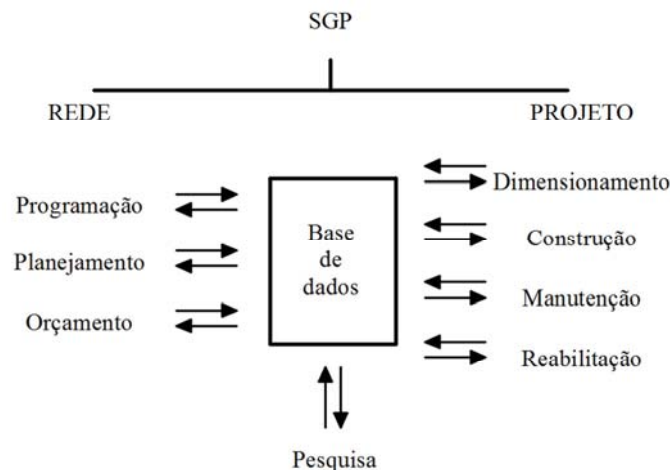 SGP
REDE
PROJETO
Programação
Planejamento
Orçamento
Base
de
dados
Dimensionamento
Construção
Manutenção
Reabilitação
Pesquisa